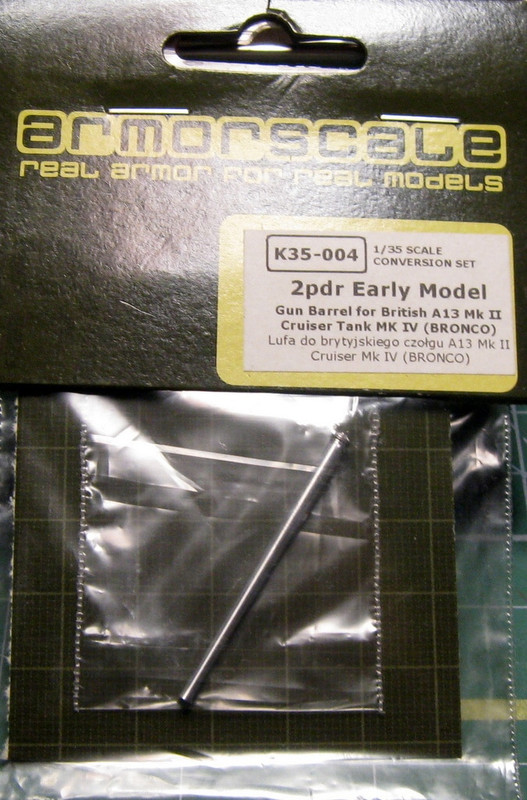 armorscale
real armor for real models
K35-004
1/35 SCALE
CONVERSION SET
2pdr Early Model
Gun Barrel for British A13 Mk II
Cruiser Tank MK IV (BRONCO)
Lufa do brytyjskiego czołgu A13 Mk II
Cruiser Mk IV (BRONCO)